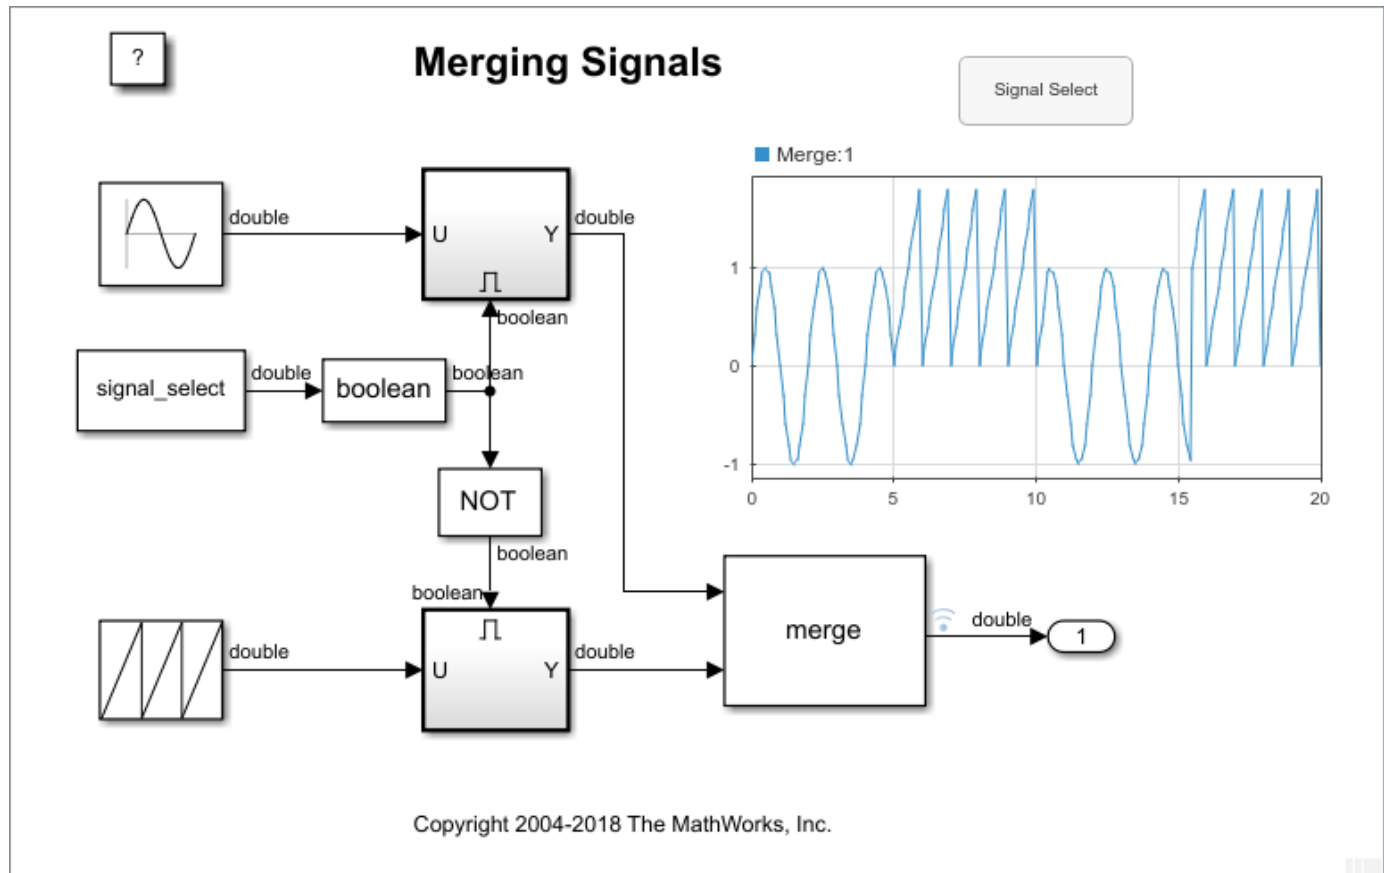 ?
Merging Signals
Signal Select
Merge:1
double
U
Y
double
boolean
signal_select
double
boolean
boolean
NOT
boolean
boolean
double
U
Y
double
1
0
-1
0
5
10
15
20
merge
double
1
Copyright 2004-2018 The MathWorks, Inc.